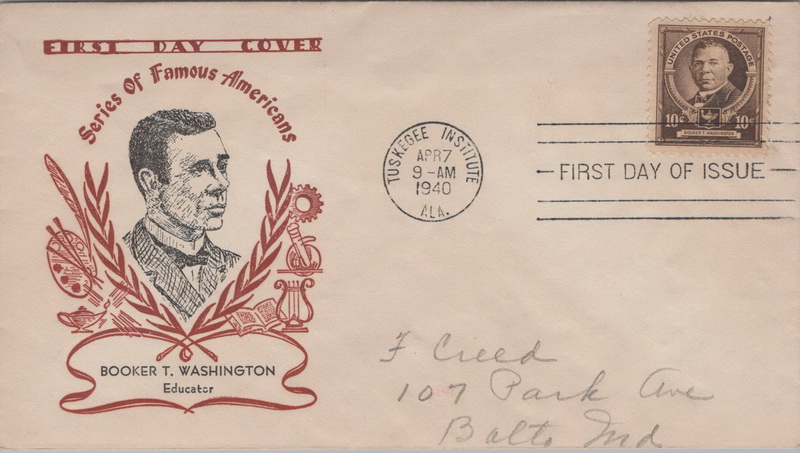 FIRST DAY COVER
Series Of Famous Americans
BOOKER T. WASHINGTON
Educator
TUSKEGEE INSTITUTE
APR 7
9-AM
1940
ALA.
UNITED STATES POSTAGE
10¢ 10¢
BOOKER T. WASHINGTON
FIRST DAY OF ISSUE
F Creed
107 Park Ave
Balto Md